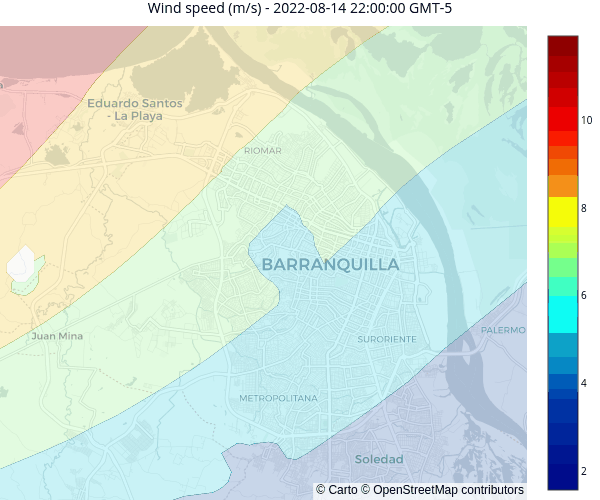 Wind speed (m/s) - 2022-08-14 22:00:00 GMT-5
Eduardo Santos
- La Playa
RIOMAR
BARRANQUILLA
Juan Mina
SURORIENTE
PALERMO
METROPOLITANA
Soledad
© Carto © OpenStreetMap contributors
10
8
6
4
2